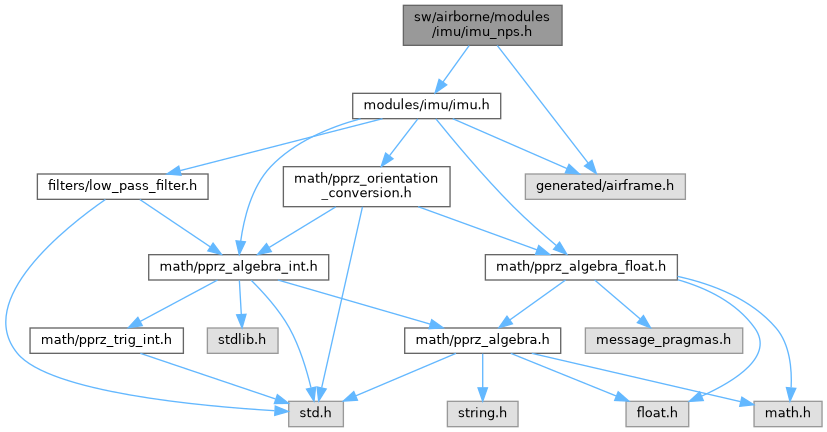 sw/airborne/modules
/imu/imu_nps.h
modules/imu/imu.h
filters/low_pass_filter.h
math/pprz_orientation
_conversion.h
generated/airframe.h
math/pprz_algebra_int.h
math/pprz_algebra_float.h
math/pprz_trig_int.h
stdlib.h
math/pprz_algebra.h
message_pragmas.h
std.h
string.h
float.h
math.h